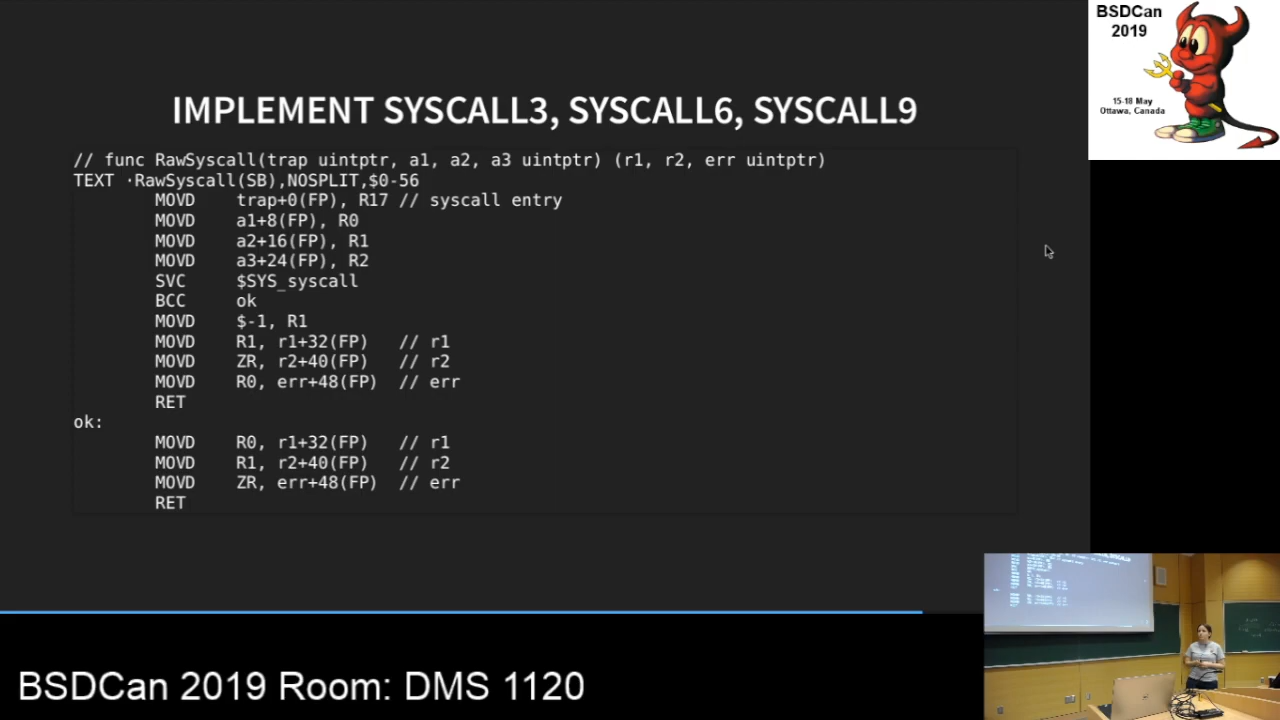 IMPLEMENT SYSCALL3, SYSCALL6, SYSCALL9
// func RawSyscall(trap uintptr, a1, a2, a3 uintptr) (r1, r2, err uintptr)
TEXT ·RawSyscall(SB),NOSPLIT,$0-56
MOVD trap+0(FP), R17 // syscall entry
MOVD a1+8(FP), R0
MOVD a2+16(FP), R1
MOVD a3+24(FP), R2
SVC $SYS_syscall
BCC ok
MOVD $-1, R1
MOVD R1, r1+32(FP) // r1
MOVD ZR, r2+40(FP) // r2
MOVD R0, err+48(FP) // err
RET
ok:
MOVD R0, r1+32(FP) // r1
MOVD R1, r2+40(FP) // r2
MOVD ZR, err+48(FP) // err
RET
BSDCan
2019
15-18 May
Ottawa, Canada
BSDCan 2019 Room: DMS 1120